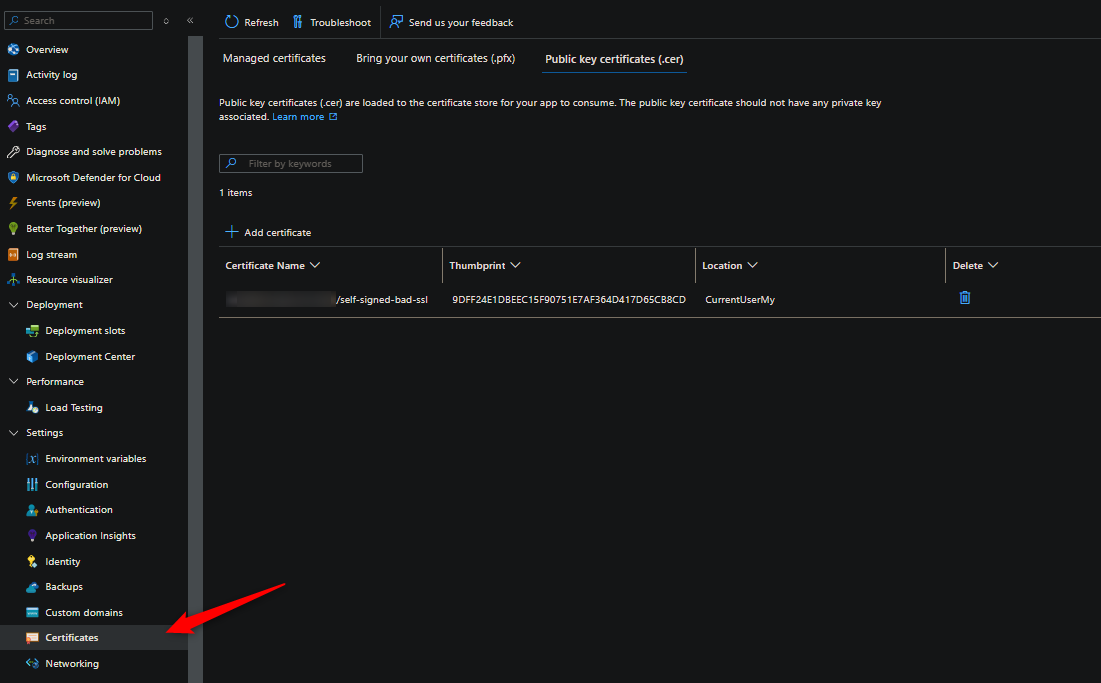 Search
Overview
Activity log
Access control (IAM)
Tags
Diagnose and solve problems
Microsoft Defender for Cloud
Events (preview)
Better Together (preview)
Log stream
Resource visualizer
Deployment
Deployment slots
Deployment Center
Performance
Load Testing
Settings
Environment variables
Configuration
Authentication
Application Insights
Identity
Backups
Custom domains
Certificates
Networking
Refresh Troubleshoot Send us your feedback
Managed certificates Bring your own certificates (.pfx) Public key certificates (.cer)
Public key certificates (.cer) are loaded to the certificate store for your app to consume. The public key certificate should not have any private key
associated. Learn more
Filter by keywords
1 items
Add certificate
Certificate Name Thumbprint Location Delete
/self-signed-bad-ssl 9DFF24E1DBEEC15F90751E7AF364D417D65CB8CD CurrentUserMy